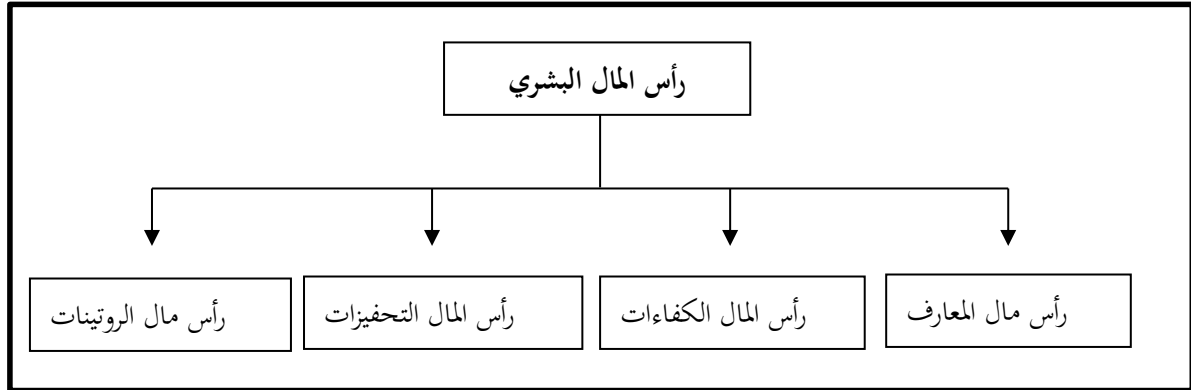 رأس المال البشري
رأس مال المعارف
رأس المال الكفاءات
رأس المال التحفيزات
رأس مال الروتينات